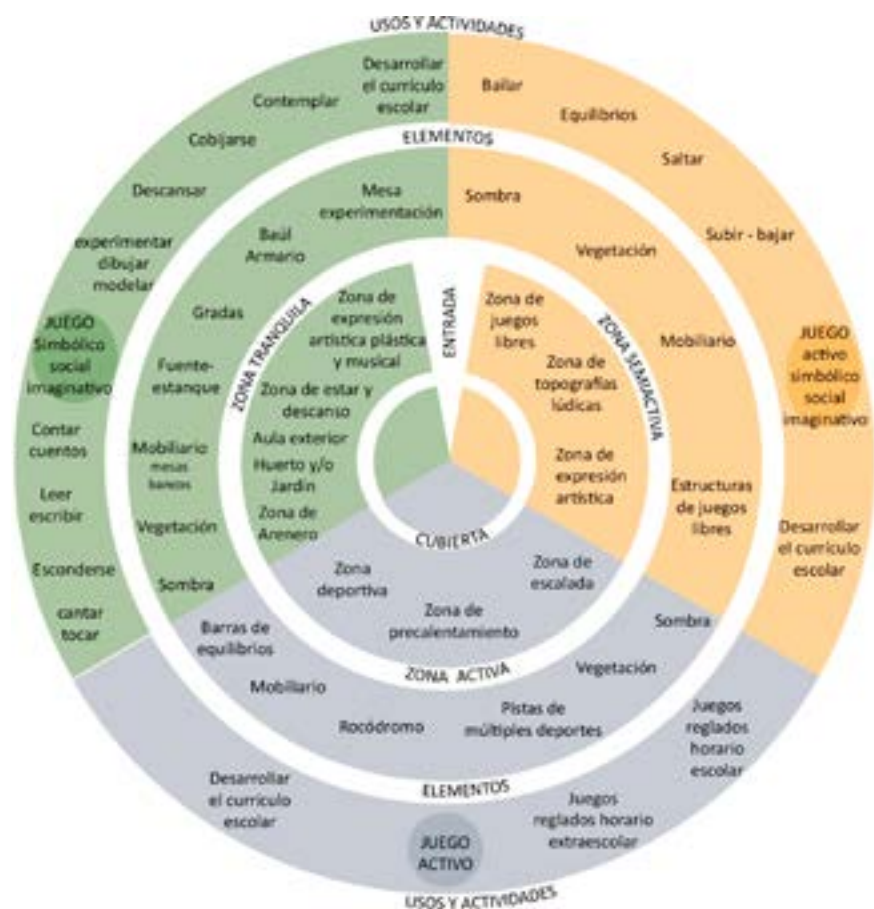 USOS Y ACTIVIDADES
Desarrollar
el currículo
escolar
Contemplar
Cobijarse
Descansar
experimentar
dibujar
modelar
JUEGO
Simbólico
social
imaginativo
Contar
cuentos
Leer
escribir
Esconderse
cantar
tocar
Bailar
Equilibrios
Saltar
Subir - bajar
JUEGO
activo
simbólico
social
imaginativo
Desarrollar
el currículo
escolar
ELEMENTOS
Mesa
experimentación
Baúl
Armario
Gradas
Fuente-
estanque
Mobiliario
mesas
bancos
Vegetación
Sombra
Sombra
Vegetación
Mobiliario
Estructuras
de juegos
libres
ZONA TRANQUILA
ENTRADA
ZONA SEMIACTIVA
Zona de
expresión
artística plástica
y musical
Zona de estar y
descanso
Aula exterior
Huerto y/o
Jardín
Zona de
Arenero
Zona de
juegos
libres
Zona de
topografías
lúdicas
Zona de
expresión
artística
CUBIERTA
Zona
deportiva
Zona de
precalentamiento
Zona de
escalada
ZONA ACTIVA
Barras de
equilibrios
Mobiliario
Rocódromo
Pistas de
múltiples deportes
Vegetación
Sombra
ELEMENTOS
Desarrollar
el currículo
escolar
JUEGO
ACTIVO
Juegos
reglados horario
extraescolar
Juegos
reglados
horario
escolar
USOS Y ACTIVIDADES